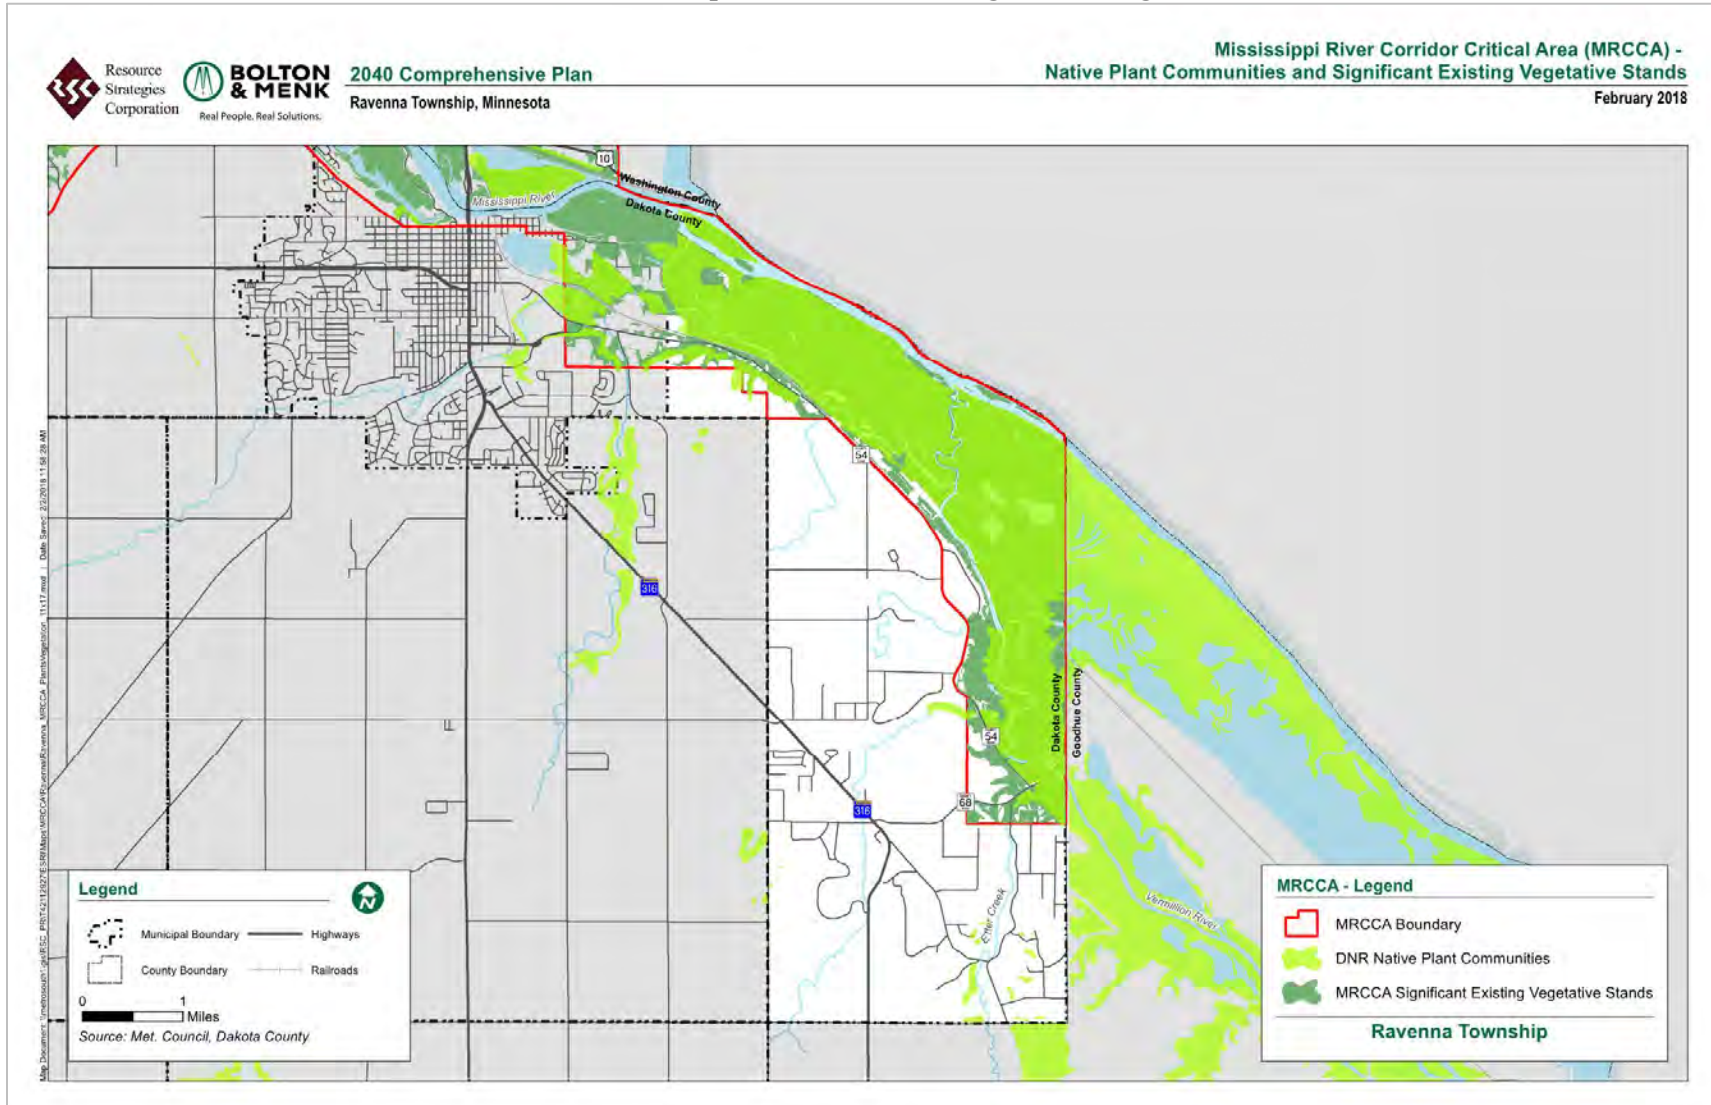 Resource
Strategies
Corporation
BOLTON
& MENK
Real People. Real Solutions.
2040 Comprehensive Plan
Ravenna Township, Minnesota
Mississippi River Corridor Critical Area (MRCCA) -
Native Plant Communities and Significant Existing Vegetative Stands
February 2018
10
Washington County
Mississippi River
Dakota County
54
316
Dakota County
Goodhue County
54
68
316
Etter Creek
Vermillion River
Legend
N
Municipal Boundary
Highways
County Boundary
Railroads
0 1
Miles
Source: Met. Council, Dakota County
MRCCA - Legend
MRCCA Boundary
DNR Native Plant Communities
MRCCA Significant Existing Vegetative Stands
Ravenna Township